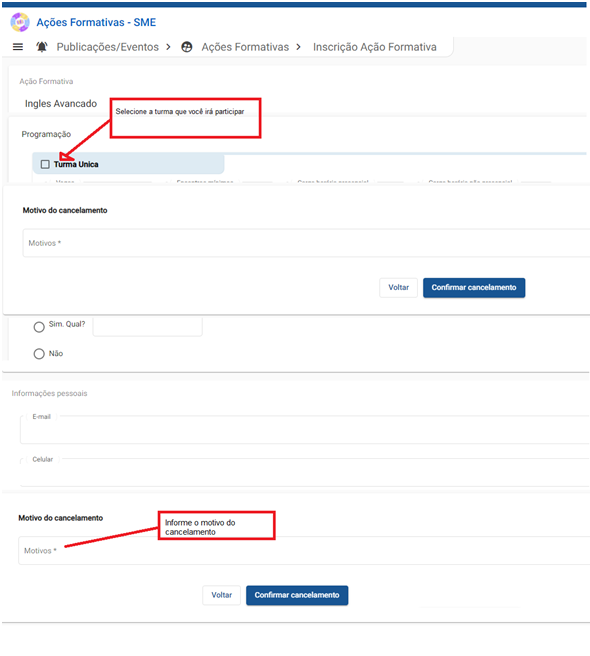 Ações Formativas - SME
Publicações/Eventos > Ações Formativas > Inscrição Ação Formativa
Ação Formativa
Ingles Avancado
Selecione a turma que você irá participar
Programação
Turma Unica
Motivo do cancelamento
Motivos *
Voltar
Confirmar cancelamento
Sim. Qual?
Não
Informações pessoais
E-mail
Celular
Motivo do cancelamento
Informe o motivo do
cancelamento
Motivos *
Voltar
Confirmar cancelamento